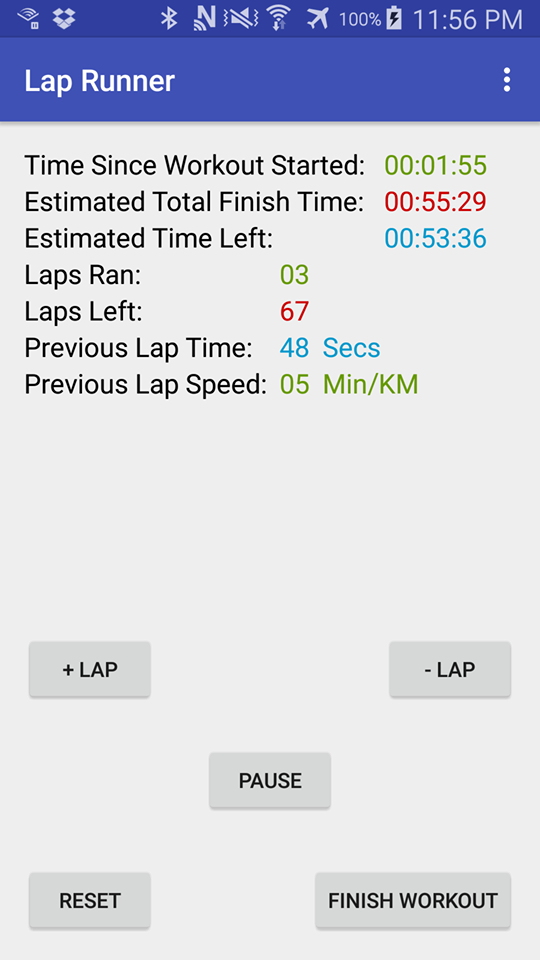 100% 11:56 PM
Lap Runner
Time Since Workout Started: 00:01:55
Estimated Total Finish Time: 00:55:29
Estimated Time Left: 00:53:36
Laps Ran: 03
Laps Left: 67
Previous Lap Time: 48 Secs
Previous Lap Speed: 05 Min/KM
+ LAP - LAP
PAUSE
RESET FINISH WORKOUT